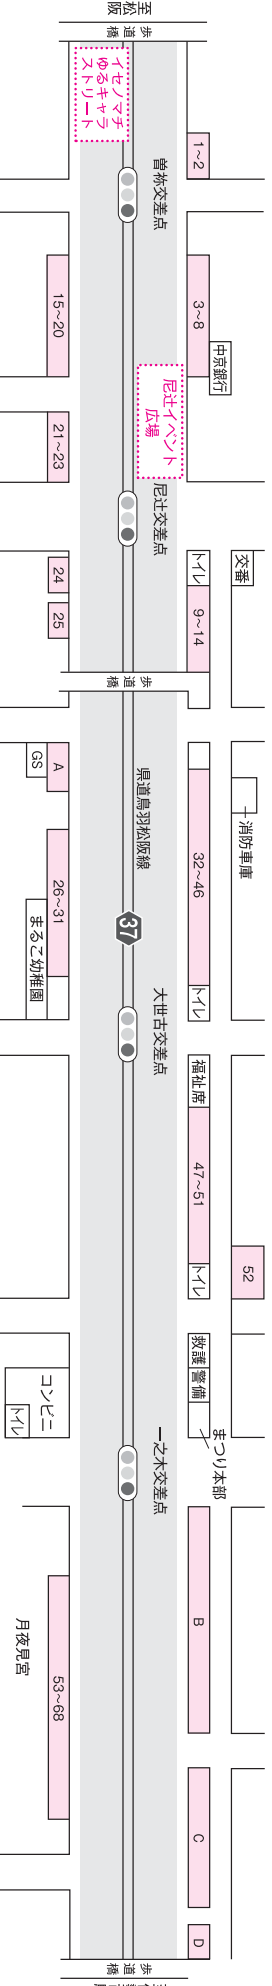 至松阪
歩道橋
イセノマチ
ゆるキャラ
ストリート
1～2
曽祢交差点
3～8
中京銀行
15～20
尼辻イベント
広場
21～23
尼辻交差点
交番
トイレ
9～14
24
25
歩道橋
県道鳥羽松阪線
37
消防車庫
32～46
トイレ
A
GS
26～31
まるこ幼稚園
大世古交差点
福祉席
47～51
トイレ
52
救護
警備
まつり本部
コンビニ
トイレ
一之木交差点
B
月夜見宮
53～68
C
D
歩道橋